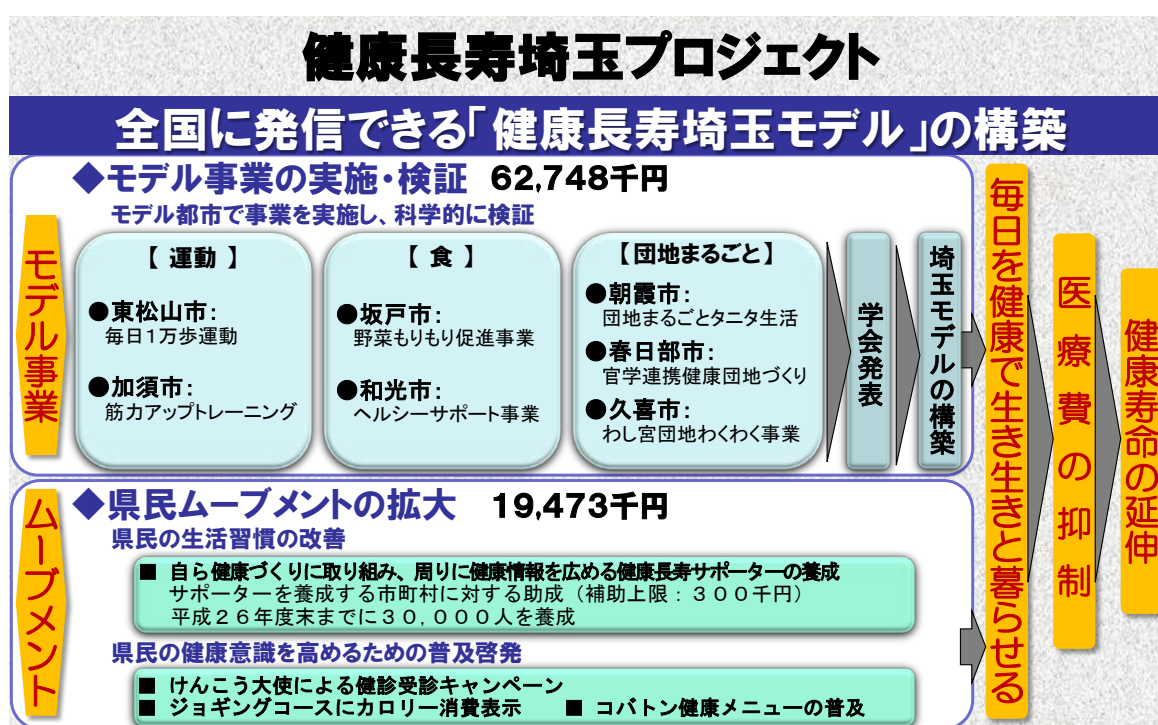 健康長寿埼玉プロジェクト
全国に発信できる「健康長寿埼玉モデル」の構築
モデル事業
◆モデル事業の実施・検証 62,748千円
モデル都市で事業を実施し、科学的に検証
【 運動 】
●東松山市:
毎日1万歩運動
●加須市:
筋力アップトレーニング
【 食 】
●坂戸市:
野菜もりもり促進事業
●和光市:
ヘルシーサポート事業
【団地まるごと】
●朝霞市:
団地まるごとタニタ生活
●春日部市:
官学連携健康団地づくり
●久喜市:
わし宮団地わくわく事業
学会発表
埼玉モデルの構築
ムーブメント
◆県民ムーブメントの拡大 19,473千円
県民の生活習慣の改善
■ 自ら健康づくりに取り組み、周りに健康情報を広める健康長寿サポーターの養成
サポーターを養成する市町村に対する助成（補助上限：３００千円）
平成２６年度末までに３０,０００人を養成
県民の健康意識を高めるための普及啓発
■ けんこう大使による健診受診キャンペーン
■ ジョギングコースにカロリー消費表示 ■ コバトン健康メニューの普及
毎日を健康で生き生きと暮らせる
医療費の抑制
健康寿命の延伸